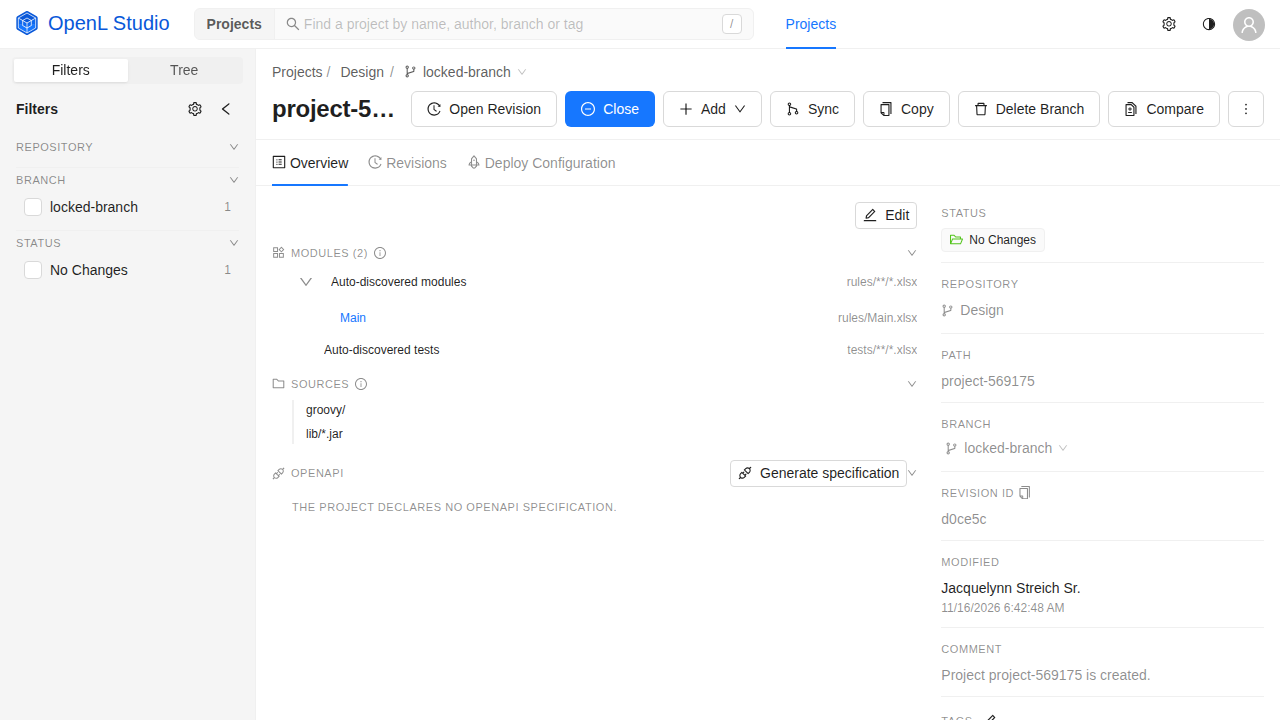 OpenL Studio
Projects
Find a project by name, author, branch or tag
/
Projects
Filters
Tree
Filters
REPOSITORY
BRANCH
locked-branch
1
STATUS
No Changes
1
Projects / Design / locked-branch
project-5...
Open Revision
Close
Add
Sync
Copy
Delete Branch
Compare
Overview
Revisions
Deploy Configuration
Edit
MODULES (2)
Auto-discovered modules
rules/**/*.xlsx
Main
rules/Main.xlsx
Auto-discovered tests
tests/**/*.xlsx
SOURCES
groovy/
lib/*.jar
OPENAPI
Generate specification
THE PROJECT DECLARES NO OPENAPI SPECIFICATION.
STATUS
No Changes
REPOSITORY
Design
PATH
project-569175
BRANCH
locked-branch
REVISION ID
d0ce5c
MODIFIED
Jacquelynn Streich Sr.
11/16/2026 6:42:48 AM
COMMENT
Project project-569175 is created.
TAGS